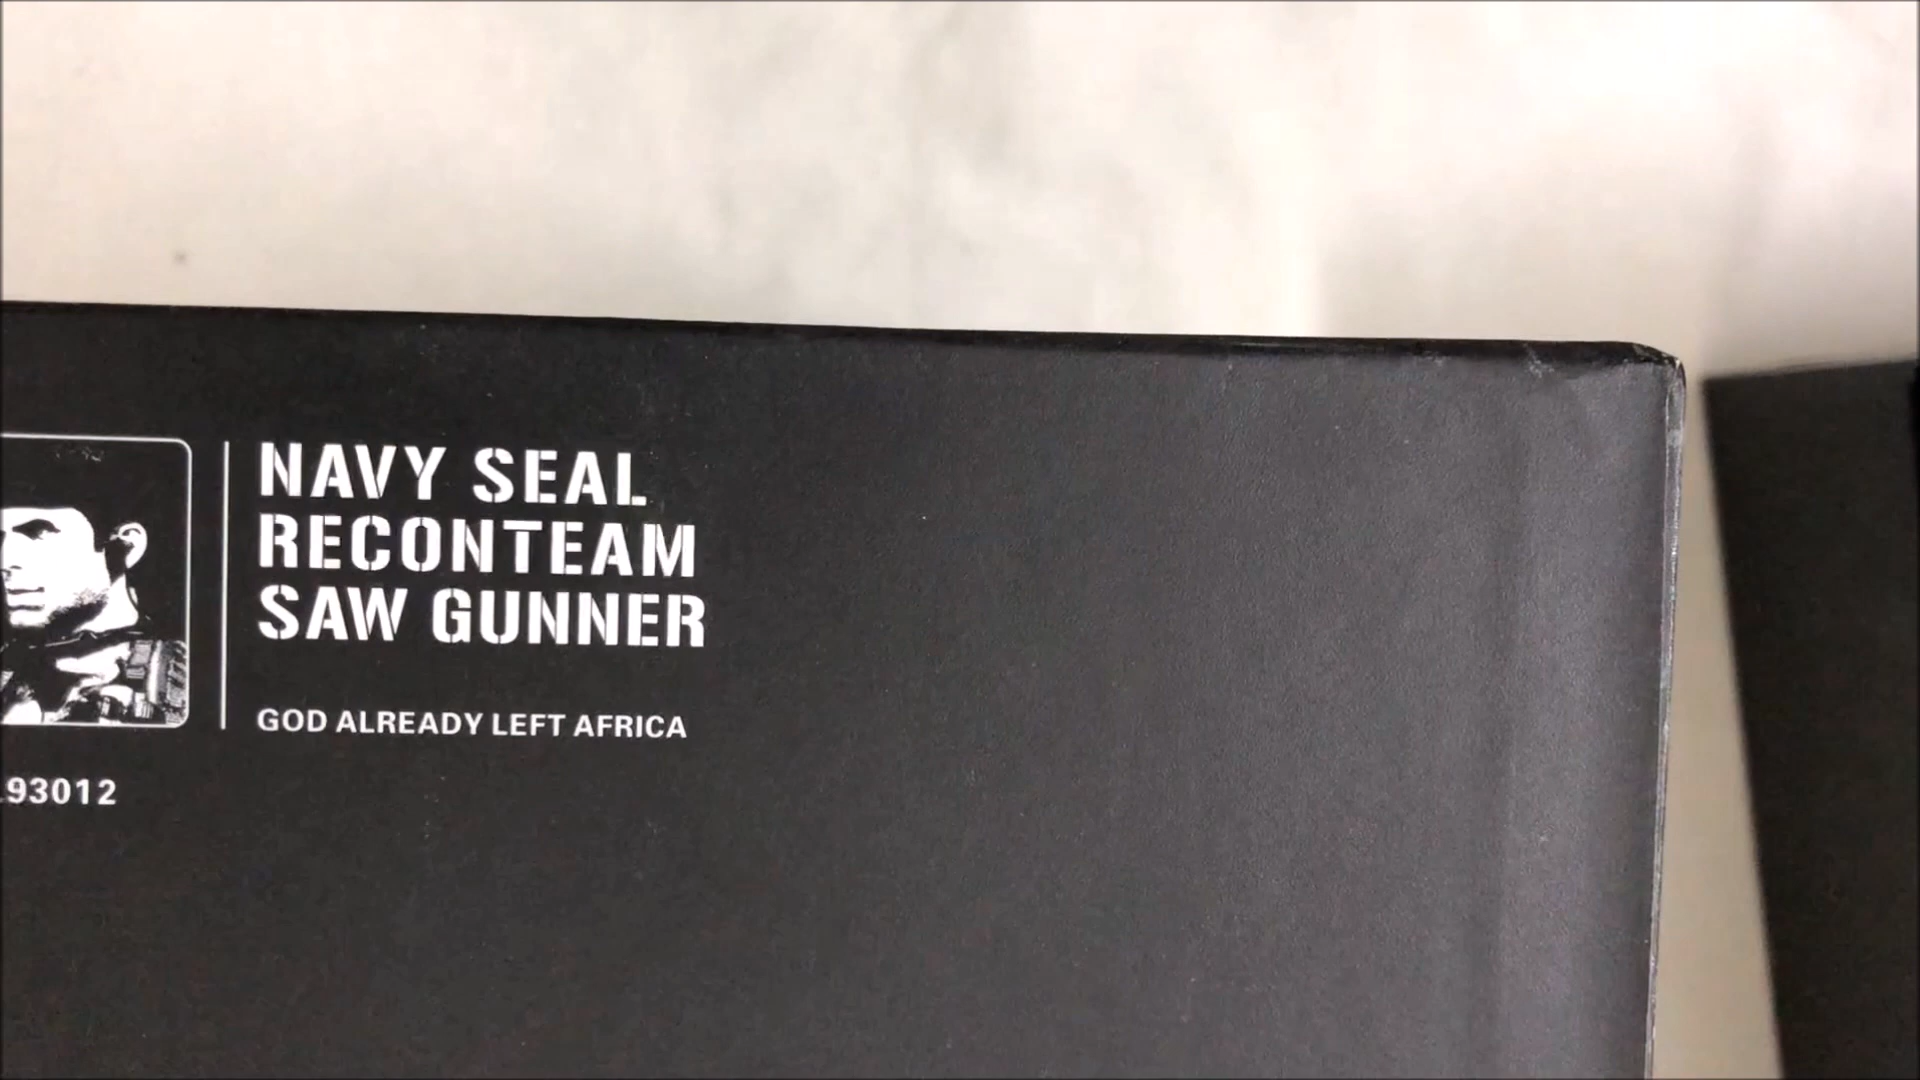 NAVY SEAL
RECONTEAM
SAW GUNNER
GOD ALREADY LEFT AFRICA
.93012